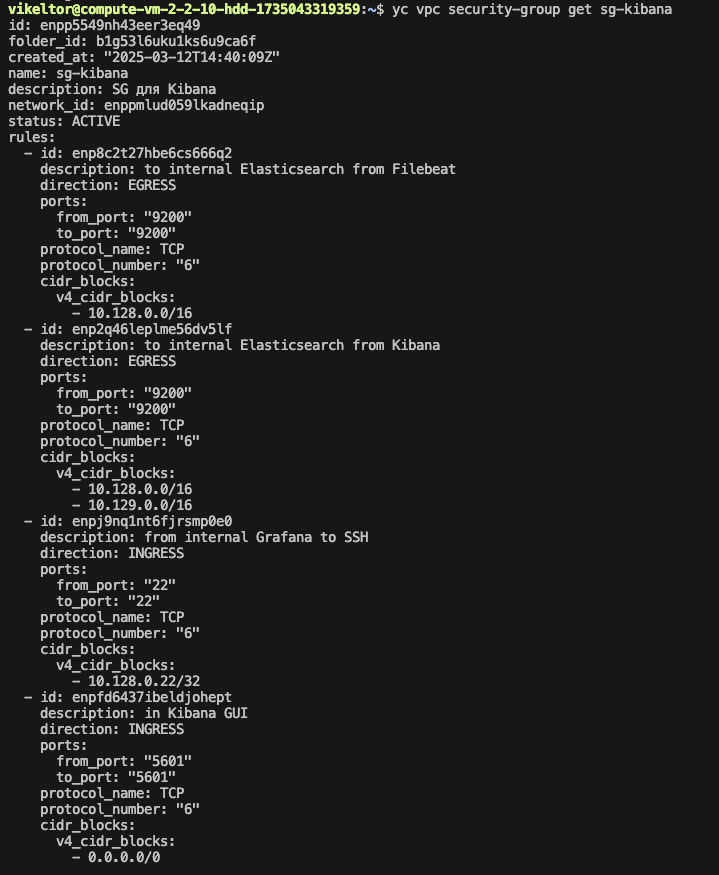 vikeltor@compute-vm-2-2-10-hdd-1735043319359:~$ yc vpc security-group get sg-kibana
id: enpp5549nh43eer3eq49
folder_id: b1g53l6uku1ks6u9ca6f
created_at: "2025-03-12T14:40:09Z"
name: sg-kibana
description: SG для Kibana
network_id: enppmlud059lkadneqip
status: ACTIVE
rules:
  - id: enp8c2t27hbe6cs666q2
    description: to internal Elasticsearch from Filebeat
    direction: EGRESS
    ports:
      from_port: "9200"
      to_port: "9200"
    protocol_name: TCP
    protocol_number: "6"
    cidr_blocks:
      v4_cidr_blocks:
        - 10.128.0.0/16
  - id: enp2q46leplme56dv5lf
    description: to internal Elasticsearch from Kibana
    direction: EGRESS
    ports:
      from_port: "9200"
      to_port: "9200"
    protocol_name: TCP
    protocol_number: "6"
    cidr_blocks:
      v4_cidr_blocks:
        - 10.128.0.0/16
        - 10.129.0.0/16
  - id: enpj9nq1nt6fjrsmp0e0
    description: from internal Grafana to SSH
    direction: INGRESS
    ports:
      from_port: "22"
      to_port: "22"
    protocol_name: TCP
    protocol_number: "6"
    cidr_blocks:
      v4_cidr_blocks:
        - 10.128.0.22/32
  - id: enpfd6437ibeldjohept
    description: in Kibana GUI
    direction: INGRESS
    ports:
      from_port: "5601"
      to_port: "5601"
    protocol_name: TCP
    protocol_number: "6"
    cidr_blocks:
      v4_cidr_blocks:
        - 0.0.0.0/0